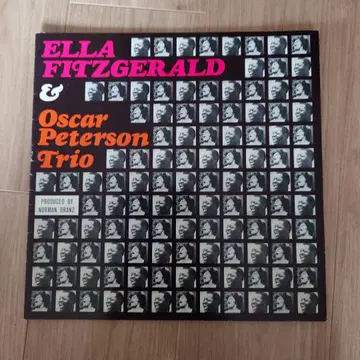 ELLA
FITZGERALD
&
Oscar
Peterson
Trio
PRODUCED BY
NORMAN GRANZ